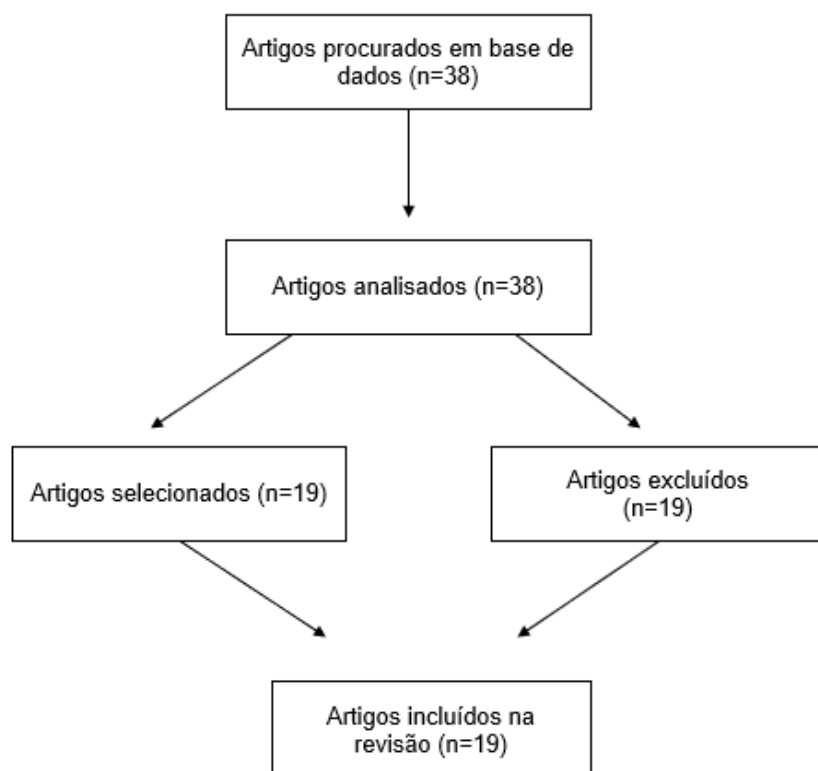 Artigos procurados em base de
dados (n=38)
Artigos analisados (n=38)
Artigos selecionados (n=19)
Artigos excluídos
(n=19)
Artigos incluídos na
revisão (n=19)